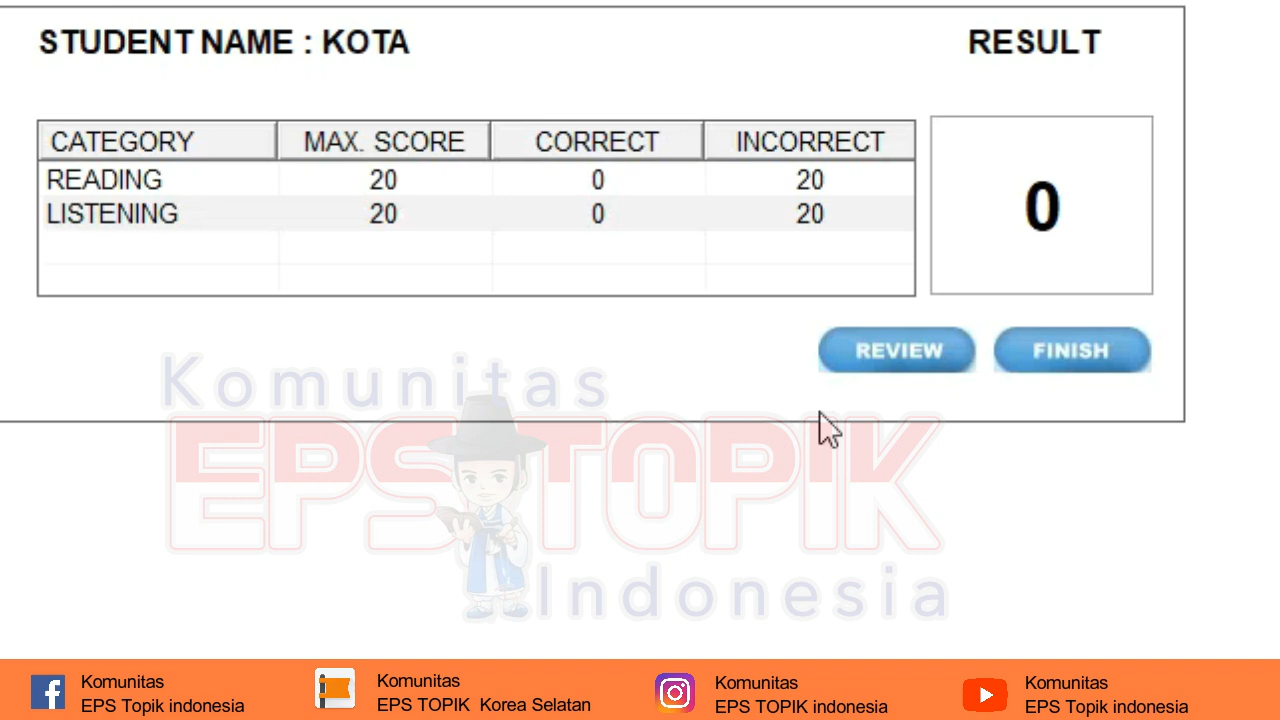 STUDENT NAME : KOTA
RESULT
CATEGORY MAX. SCORE CORRECT INCORRECT
READING 20 0 20
LISTENING 20 0 20
0
REVIEW FINISH
Komunitas
EPS TOPIK
Indonesia
Komunitas
EPS Topik indonesia
Komunitas
EPS TOPIK Korea Selatan
Komunitas
EPS TOPIK indonesia
Komunitas
EPS Topik indonesia